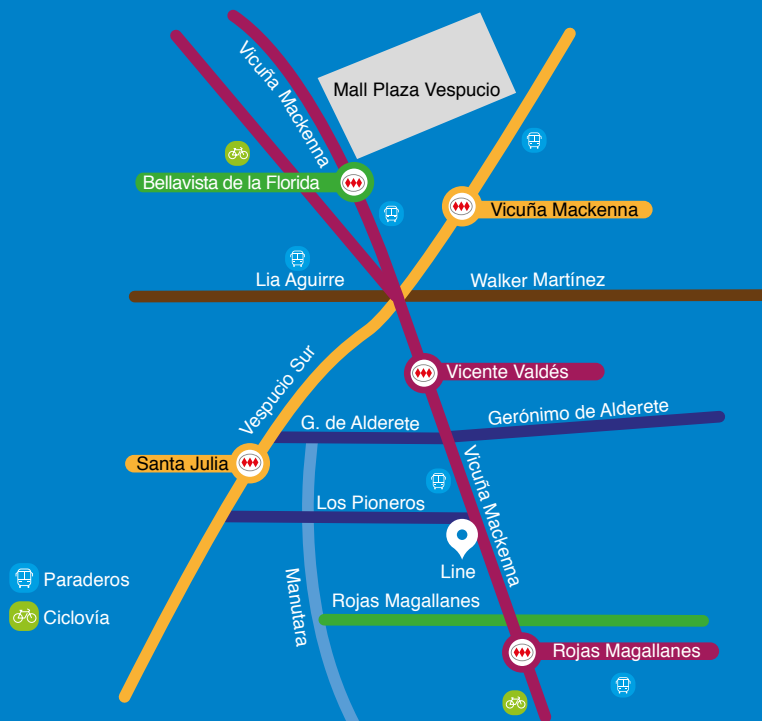 Vicuña Mackenna
Mall Plaza Vespucio
Bellavista de la Florida
Vicuña Mackenna
Lia Aguirre
Walker Martínez
Vespucio Sur
Vicente Valdés
G. de Alderete
Gerónimo de Alderete
Santa Julia
Vicuña Mackenna
Los Pioneros
Line
Manutara
Paraderos
Ciclovía
Rojas Magallanes
Rojas Magallanes